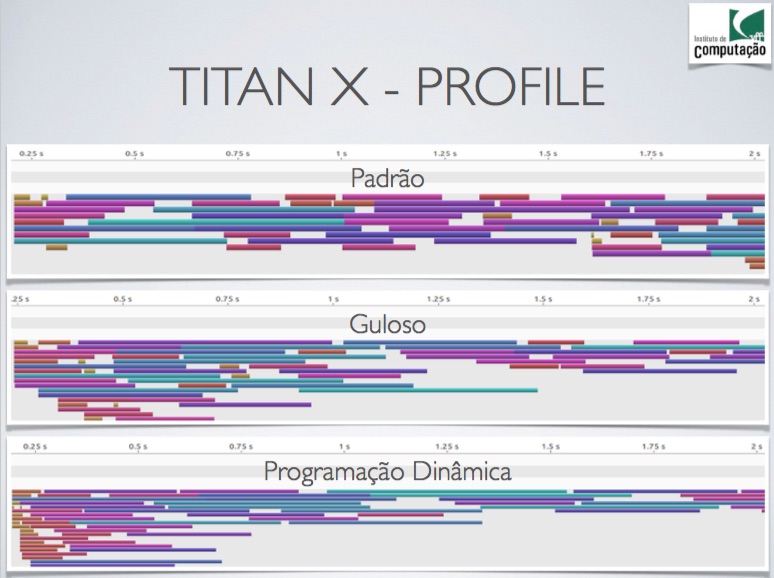 Instituto de
Computação
TITAN X - PROFILE
0.25 s 0.5 s 0.75 s 1 s 1.25 s 1.5 s 1.75 s 2 s
Padrão
.25 s 0.5 s 0.75 s 1 s 1.25 s 1.5 s 1.75 s 2 s
Guloso
0.25 s 0.5 s 0.75 s 1 s 1.25 s 1.5 s 1.75 s 2 s
Programação Dinâmica